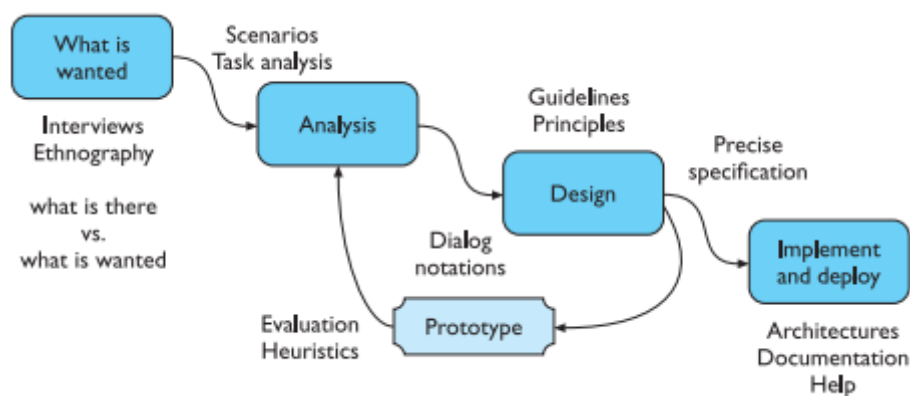 What is
wanted
Interviews
Ethnography
what is there
vs.
what is wanted
Scenarios
Task analysis
Analysis
Guidelines
Principles
Design
Dialog
notations
Precise
specification
Implement
and deploy
Architectures
Documentation
Help
Prototype
Evaluation
Heuristics